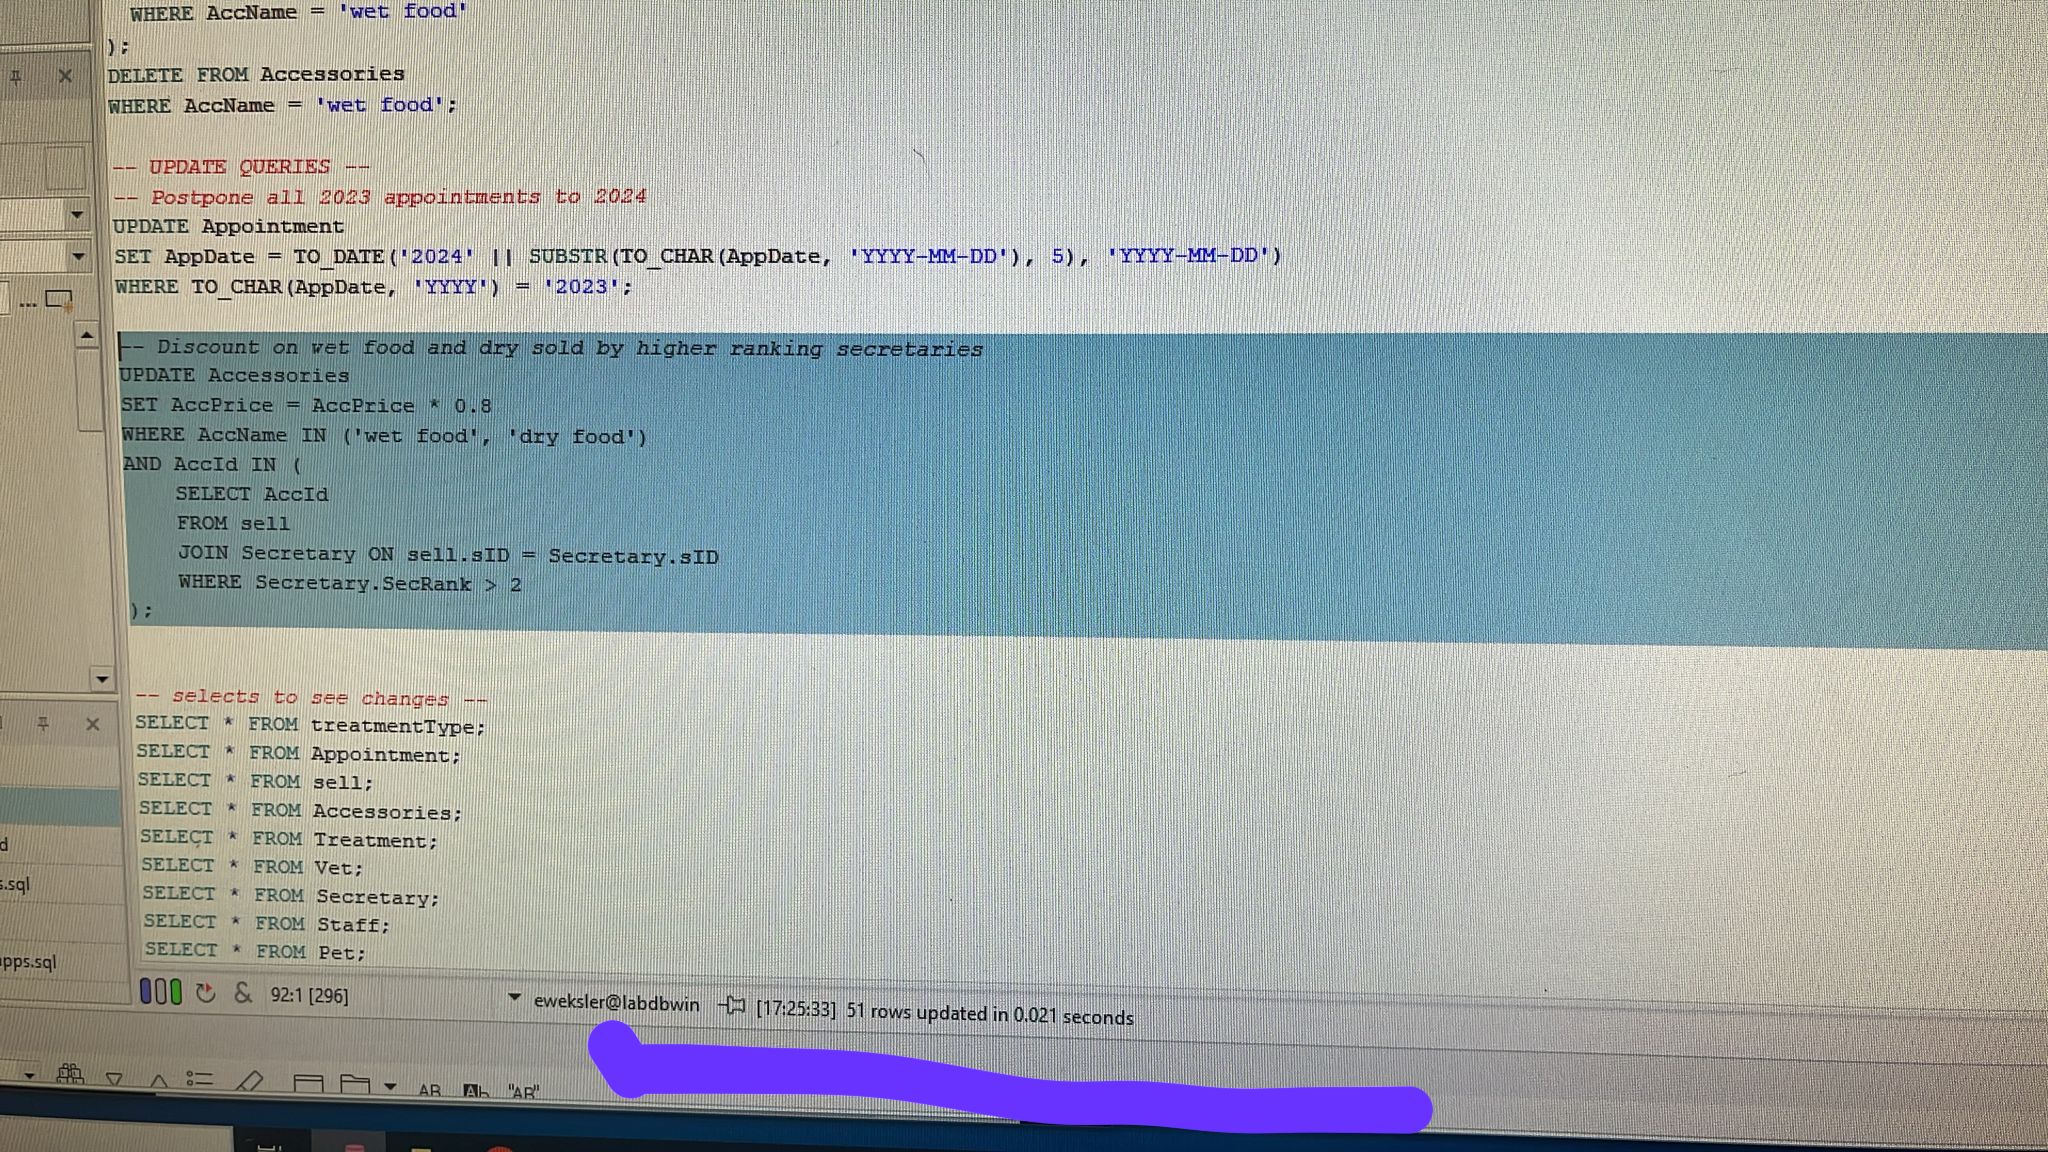 WHERE AccName = 'wet food'
);
DELETE FROM Accessories
WHERE AccName = 'wet food';
-- UPDATE QUERIES --
-- Postpone all 2023 appointments to 2024
UPDATE Appointment
SET AppDate = TO_DATE('2024' || SUBSTR(TO_CHAR(AppDate, 'YYYY-MM-DD'), 5), 'YYYY-MM-DD')
WHERE TO_CHAR(AppDate, 'YYYY') = '2023';
-- Discount on wet food and dry sold by higher ranking secretaries
UPDATE Accessories
SET AccPrice = AccPrice * 0.8
WHERE AccName IN ('wet food', 'dry food')
AND AccId IN (
SELECT AccId
FROM sell
JOIN Secretary ON sell.sID = Secretary.sID
WHERE Secretary.SecRank > 2
);
-- selects to see changes --
SELECT * FROM treatmentType;
SELECT * FROM Appointment;
SELECT * FROM sell;
SELECT * FROM Accessories;
SELECT * FROM Treatment;
SELECT * FROM Vet;
SELECT * FROM Secretary;
SELECT * FROM Staff;
SELECT * FROM Pet;
d
s.sql
pps.sql
& 92:1 [296] eweksler@labdbwin [17:25:33] 51 rows updated in 0.021 seconds
AB Ab "AB"